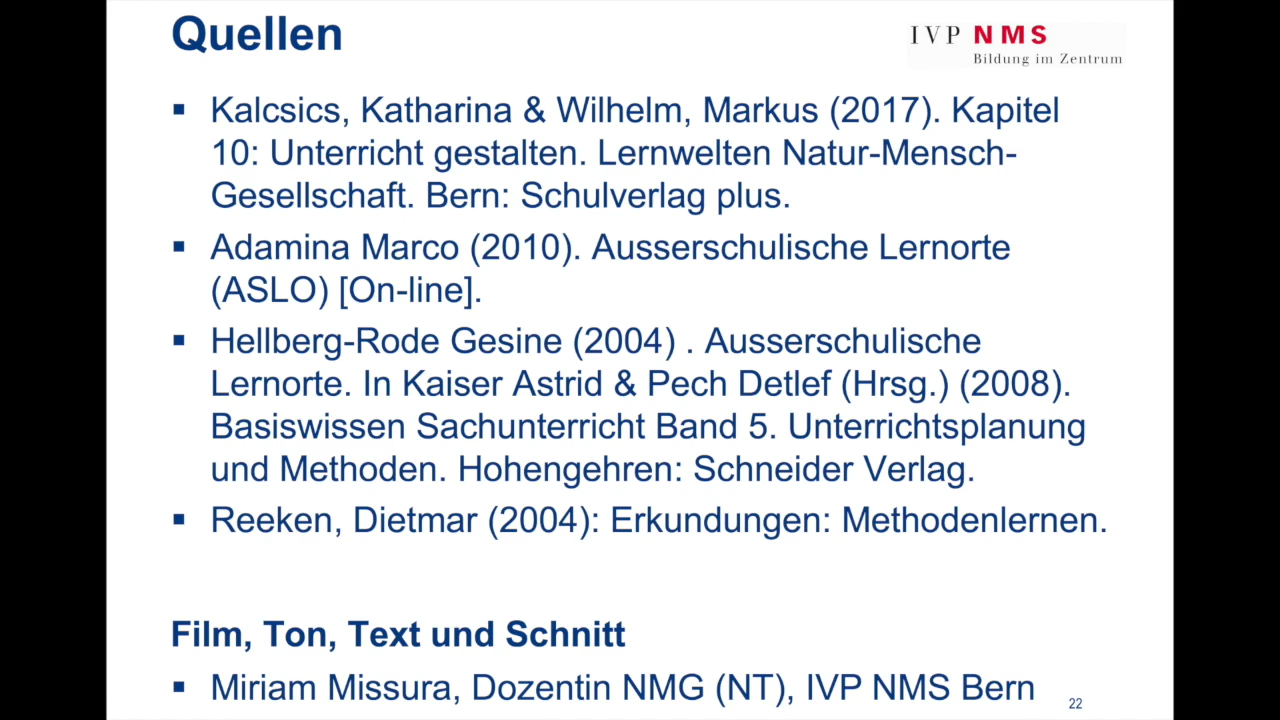 Quellen
IVP NMS
Bildung im Zentrum
▪ Kalcsics, Katharina & Wilhelm, Markus (2017). Kapitel
10: Unterricht gestalten. Lernwelten Natur-Mensch-
Gesellschaft. Bern: Schulverlag plus.
▪ Adamina Marco (2010). Ausserschulische Lernorte
(ASLO) [On-line].
▪ Hellberg-Rode Gesine (2004) . Ausserschulische
Lernorte. In Kaiser Astrid & Pech Detlef (Hrsg.) (2008).
Basiswissen Sachunterricht Band 5. Unterrichtsplanung
und Methoden. Hohengehren: Schneider Verlag.
▪ Reeken, Dietmar (2004): Erkundungen: Methodenlernen.
Film, Ton, Text und Schnitt
▪ Miriam Missura, Dozentin NMG (NT), IVP NMS Bern
22